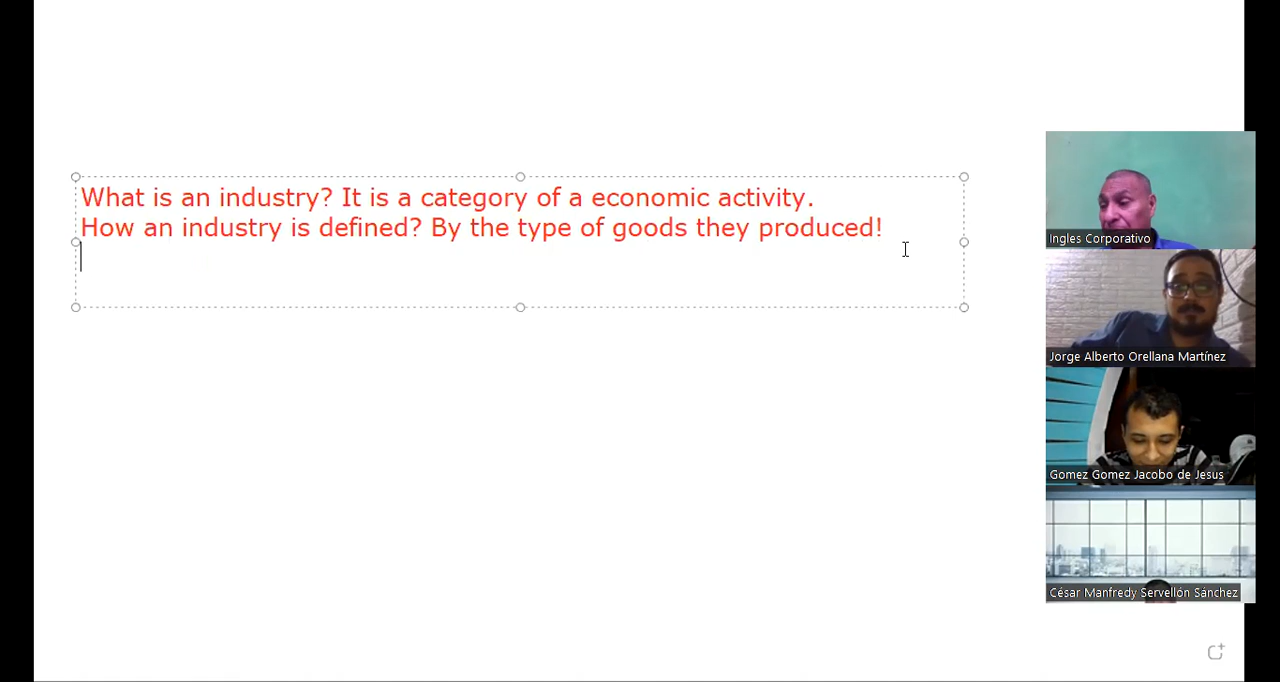 What is an industry? It is a category of a economic activity.
How an industry is defined? By the type of goods they produced!
Ingles Corporativo
Jorge Alberto Orellana Martínez
Gomez Gomez Jacobo de Jesus
César Manfredy Servellón Sánchez